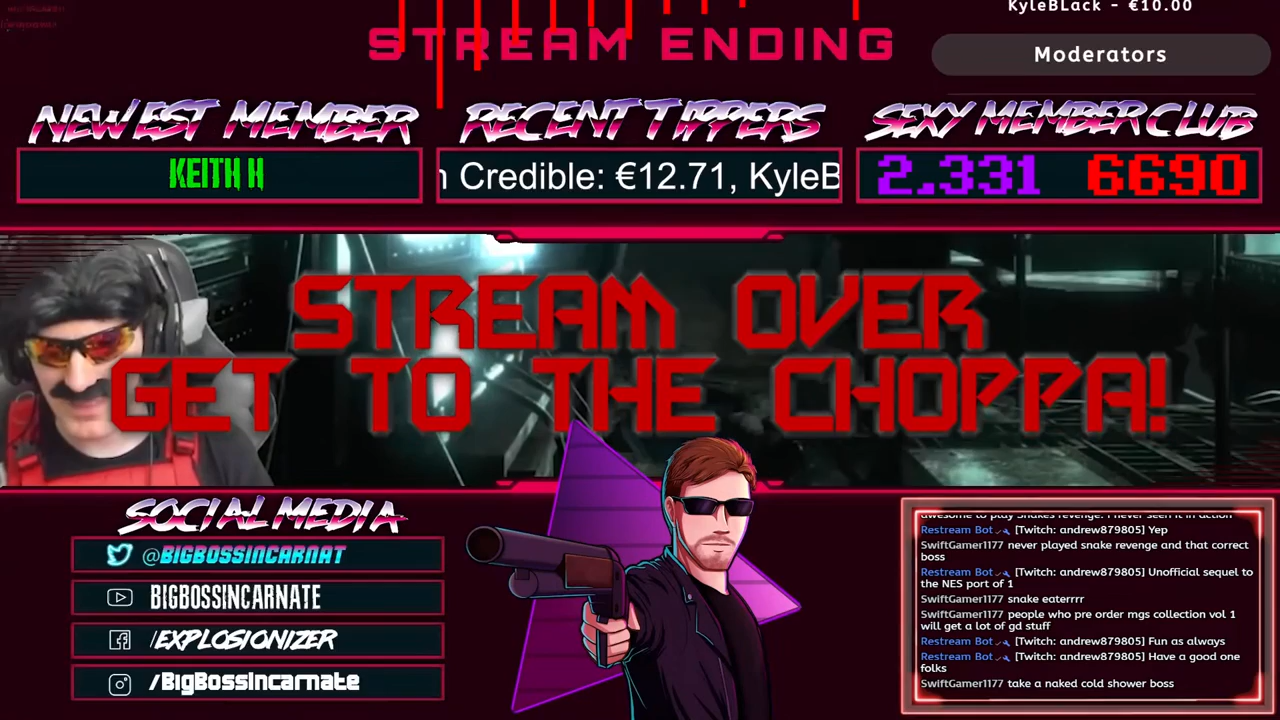 KyleBLack - €10.00
STREAM ENDING
Moderators
NEWEST MEMBER
RECENT TIPPERS
SEXY MEMBER CLUB
KEITH H
Credible: €12.71, KyleB
2.331 6690
STREAM OVER
GET TO THE CHOPPA!
SOCIAL MEDIA
@BIGBOSSINCARNAT
BIGBOSSINCARNATE
/EXPLOSIONIZER
/BigBossIncarnate
awesome to play Snakes revenge. I never seen it in action
Restream Bot [Twitch: andrew879805] Yep
SwiftGamer1177 never played snake revenge and that correct
boss
Restream Bot [Twitch: andrew879805] Unofficial sequel to
the NES port of 1
SwiftGamer1177 snake eaterrrr
SwiftGamer1177 people who pre order mgs collection vol 1
will get a lot of gd stuff
Restream Bot [Twitch: andrew879805] Fun as always
Restream Bot [Twitch: andrew879805] Have a good one
folks
SwiftGamer1177 take a naked cold shower boss